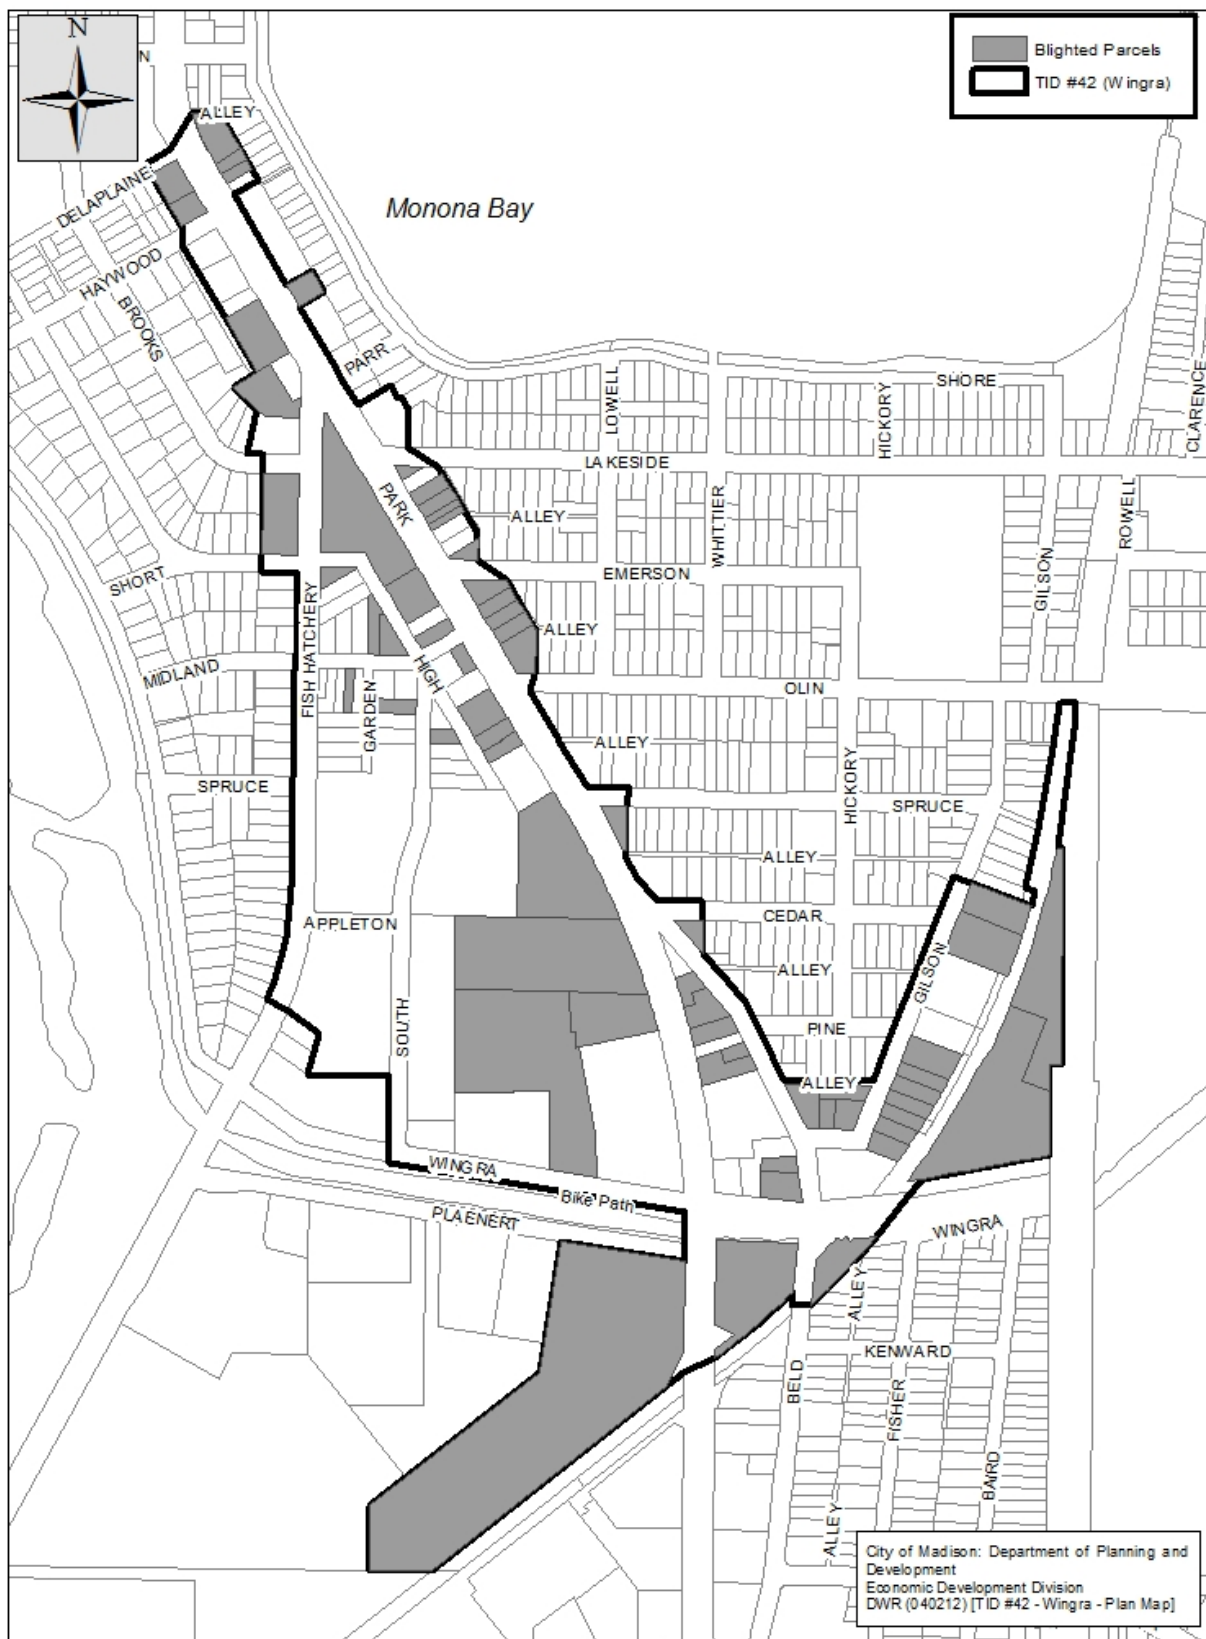 N
N
Blighted Parcels
TID #42 (Wingra)
ALLEY
DELAPLAINE
Monona Bay
HAYWOOD
BROOKS
PARR
SHORE
LOWELL
HICKORY
CLARENCE
LAKESIDE
PARK
ALLEY
WHITTIER
ROWELL
GILSON
EMERSON
SHORT
FISH HATCHERY
ALLEY
MIDLAND
HIGH
OLIN
GARDEN
ALLEY
SPRUCE
HICKORY
SPRUCE
ALLEY
APPLETON
CEDAR
ALLEY
GILSON
SOUTH
PINE
ALLEY
WINGRA
Bike Path
PLAENERT
WINGRA
ALLEY
KENWARD
BELD
FISHER
BAIRD
ALLEY
City of Madison: Department of Planning and
Development
Economic Development Division
DWR (040212) [TID #42 - Wingra - Plan Map]